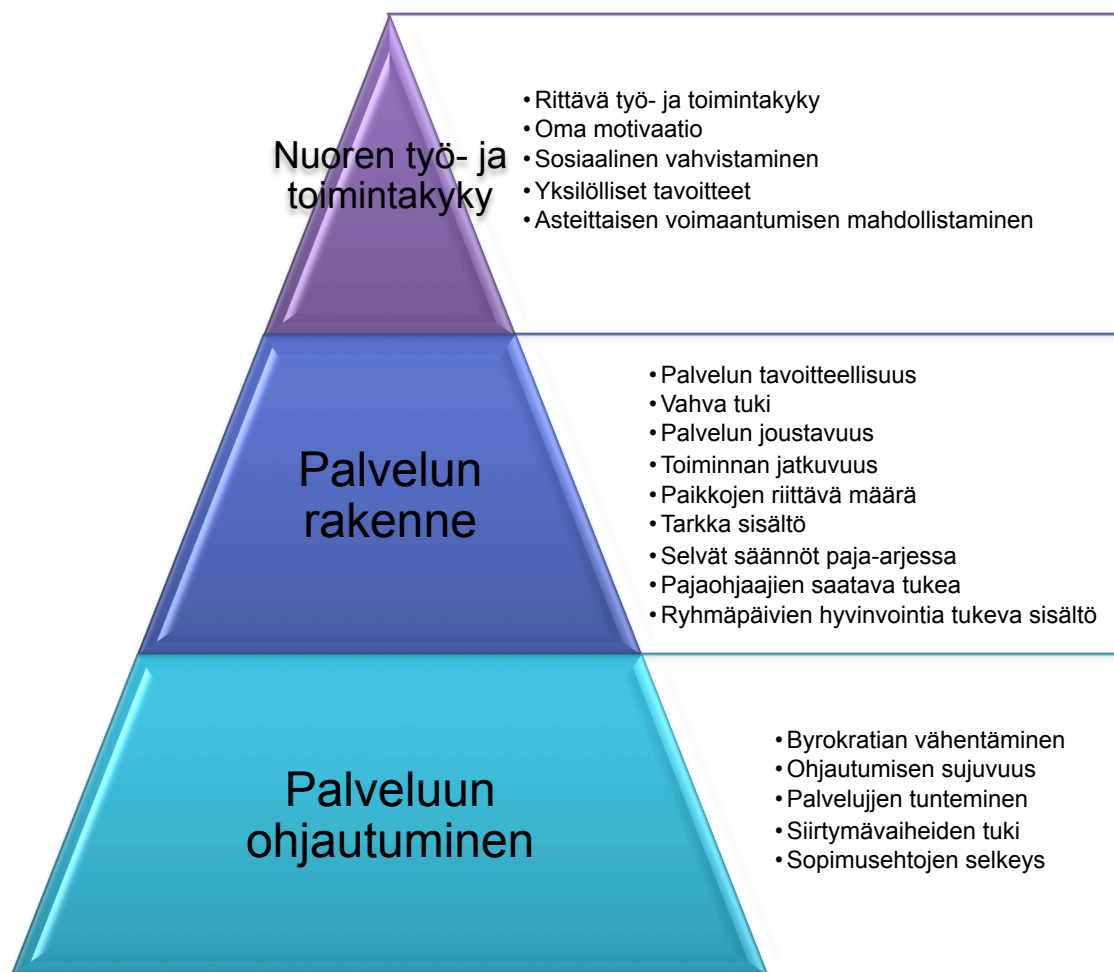 Nuoren työ- ja
toimintakyky
•Rittävä työ- ja toimintakyky
•Oma motivaatio
•Sosiaalinen vahvistaminen
•Yksilölliset tavoitteet
•Asteittaisen voimaantumisen mahdollistaminen
Palvelun
rakenne
•Palvelun tavoitteellisuus
•Vahva tuki
•Palvelun joustavuus
•Toiminnan jatkuvuus
•Paikkojen riittävä määrä
•Tarkka sisältö
•Selvät säännöt paja-arjessa
•Pajaohjaajien saatava tukea
•Ryhmäpäivien hyvinvointia tukeva sisältö
Palveluun
ohjautuminen
•Byrokratian vähentäminen
•Ohjautumisen sujuvuus
•Palvelujjen tunteminen
•Siirtymävaiheiden tuki
•Sopimusehtojen selkeys